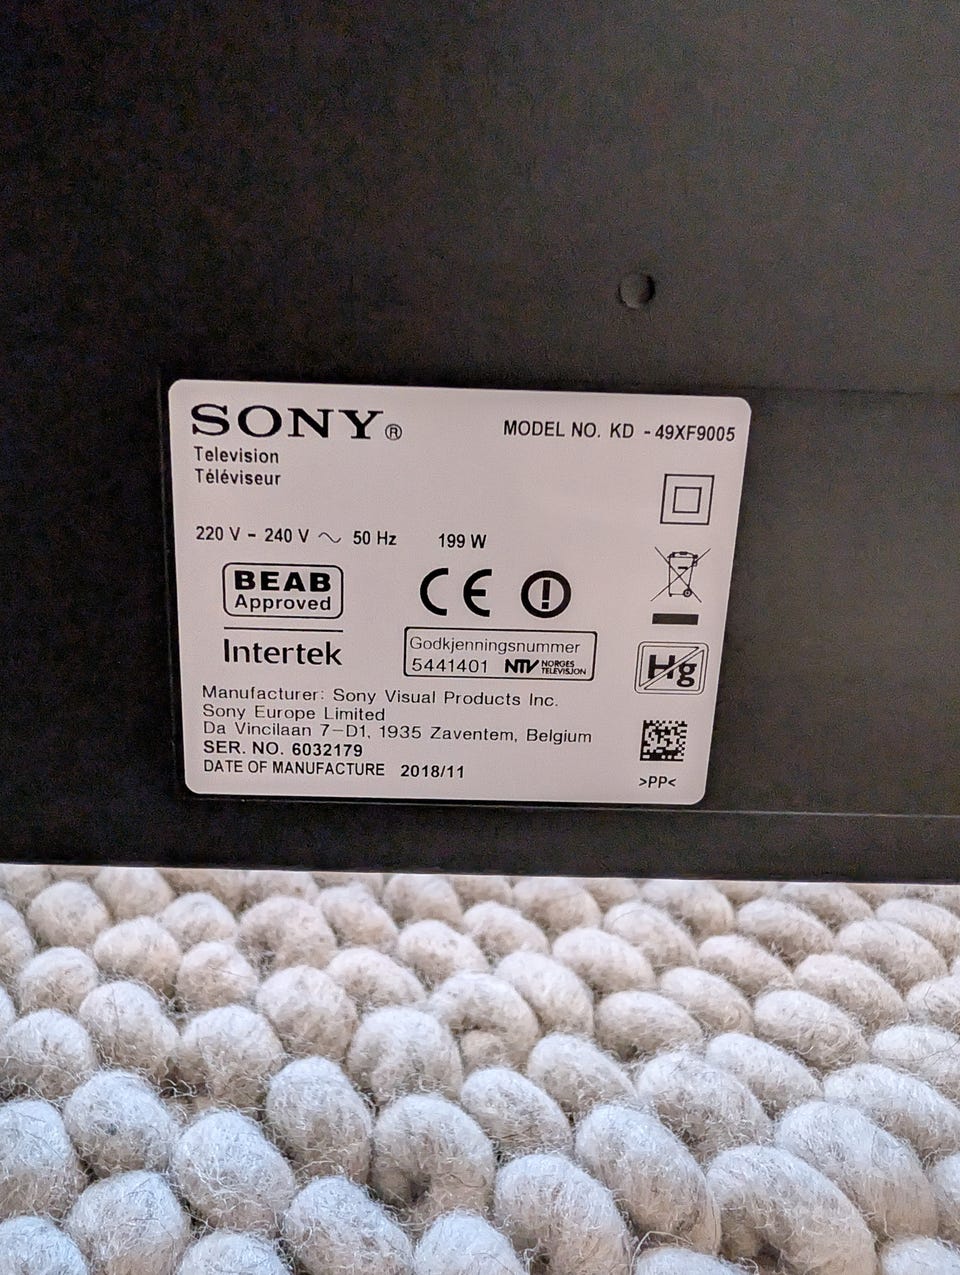 SONY®
MODEL NO. KD - 49XF9005
Television
Téléviseur
220 V - 240 V ~ 50 Hz 199 W
BEAB
Approved
Intertek
CE
Godkjenningsnummer
5441401 NTV NORGES
TELEVISJON
Hg
Manufacturer: Sony Visual Products Inc.
Sony Europe Limited
Da Vincilaan 7-D1, 1935 Zaventem, Belgium
SER. NO. 6032179
DATE OF MANUFACTURE 2018/11
>PP<